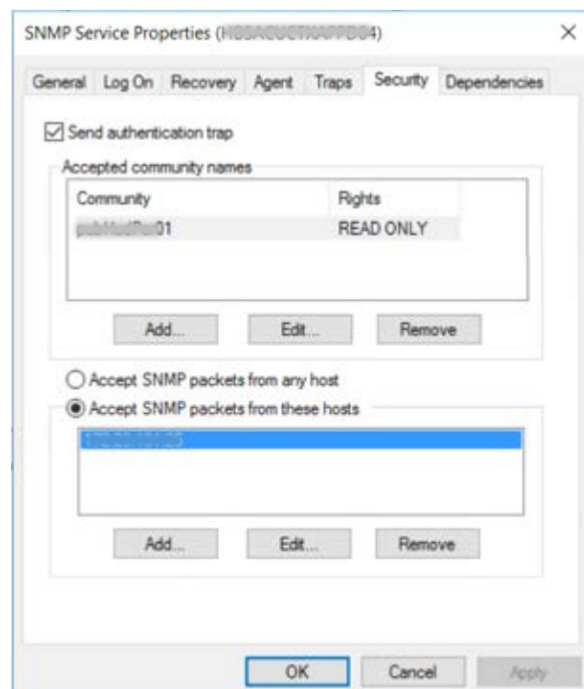 SNMP Service Properties (
General Log On Recovery Agent Traps Security Dependencies
Send authentication trap
Accepted community names
Community Rights
READ ONLY
Add... Edit... Remove
Accept SNMP packets from any host
Accept SNMP packets from these hosts
Add... Edit... Remove
OK Cancel Apply